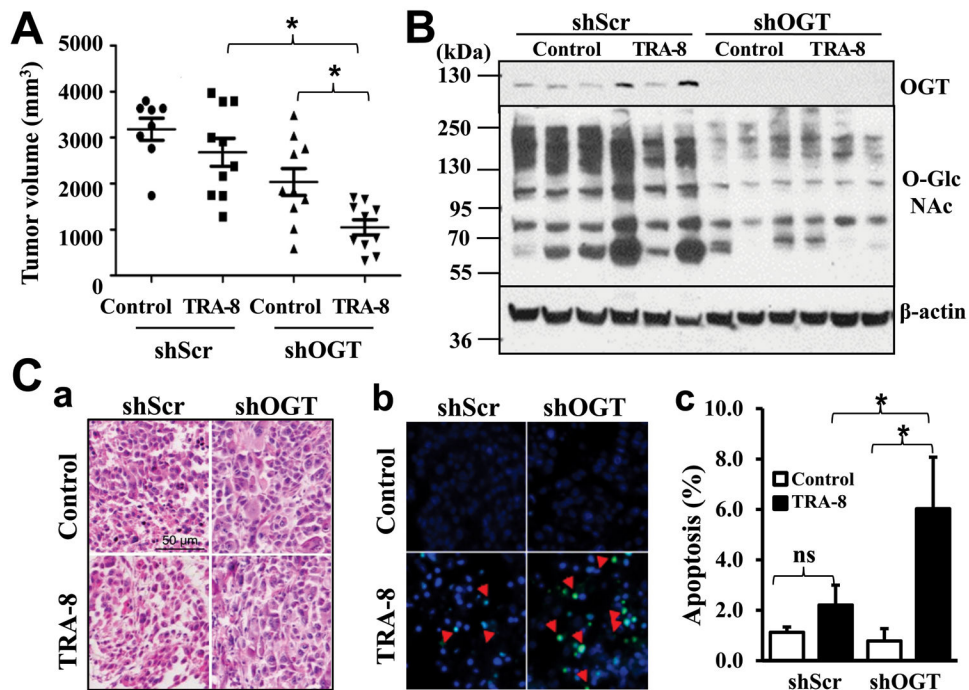 A
Tumor volume (mm³)
5000
4000
3000
2000
1000
0
*
*
Control TRA-8 Control TRA-8
shScr shOGT
B
shScr shOGT
(kDa) Control TRA-8 Control TRA-8
130
OGT
250
130
95
70
55
O-Glc
NAc
36
β-actin
C
a
shScr shOGT
Control
TRA-8
50 μm
b
shScr shOGT
Control
TRA-8
c
Apoptosis (%)
10.0
8.0
6.0
4.0
2.0
0.0
*
*
Control
TRA-8
ns
shScr shOGT